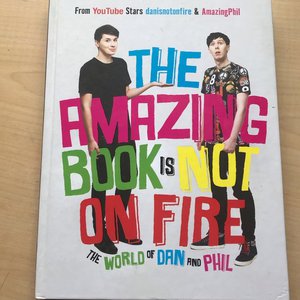 From YouTube Stars danisnotonfire & AmazingPhil
THE
AMAZING
BOOK IS NOT
ON FIRE
THE WORLD OF DAN AND PHIL